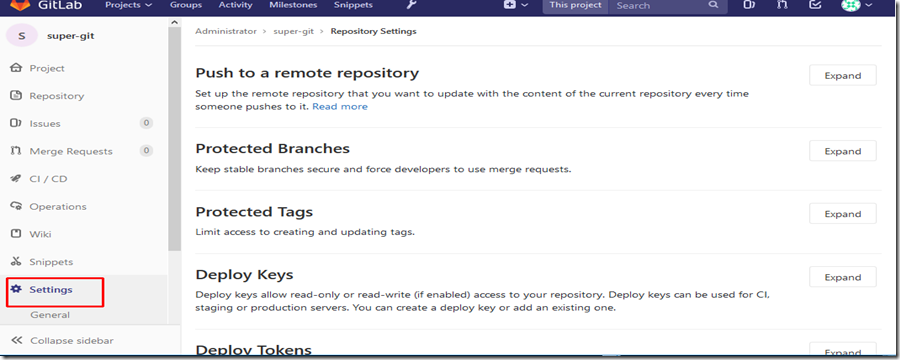 GitLab Projects Groups Activity Milestones Snippets This project Search
S super-git
Administrator > super-git > Repository Settings
Project
Repository
Issues 0
Merge Requests 0
CI / CD
Operations
Wiki
Snippets
Settings
General
Collapse sidebar
Push to a remote repository
Expand
Set up the remote repository that you want to update with the content of the current repository every time
someone pushes to it. Read more
Protected Branches
Expand
Keep stable branches secure and force developers to use merge requests.
Protected Tags
Expand
Limit access to creating and updating tags.
Deploy Keys
Expand
Deploy keys allow read-only or read-write (if enabled) access to your repository. Deploy keys can be used for CI,
staging or production servers. You can create a deploy key or add an existing one.
Deploy Tokens
Expand